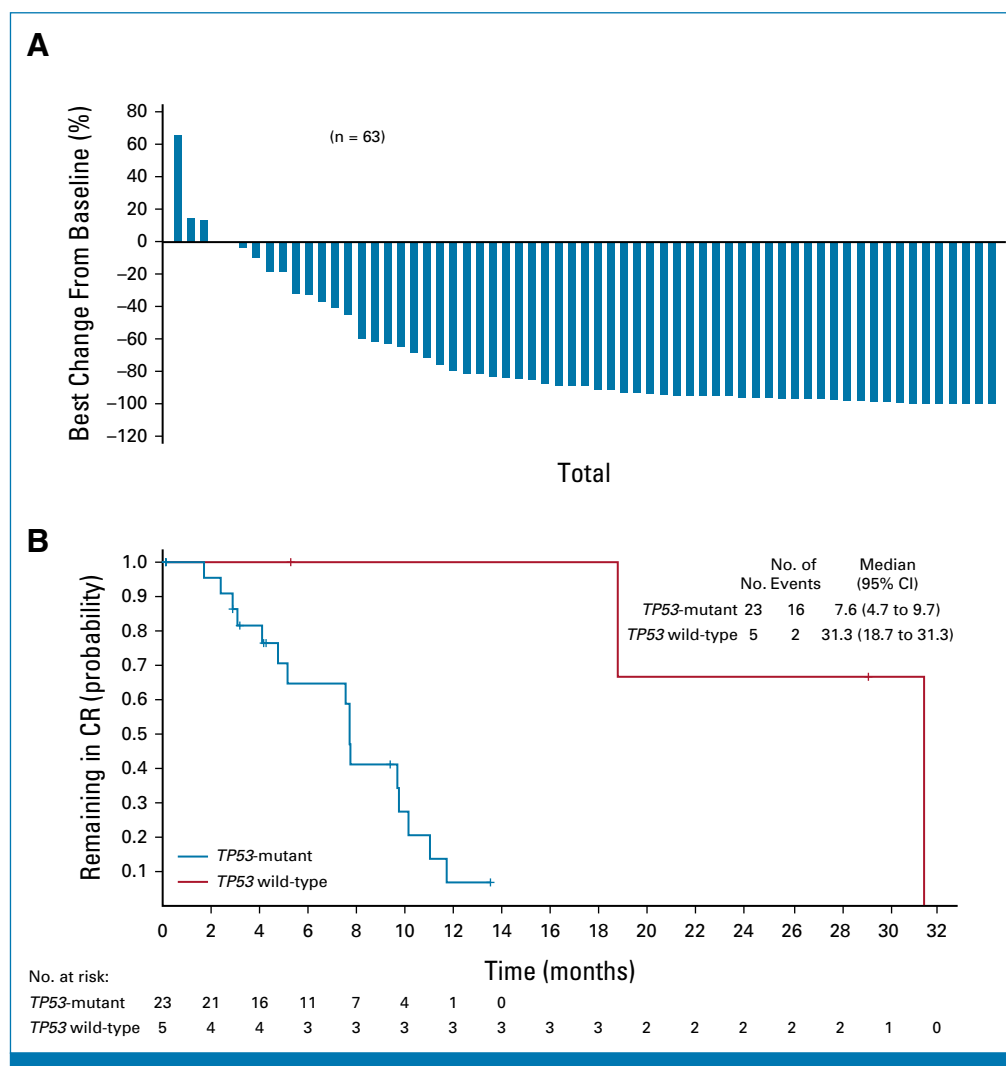 A
Best Change From Baseline (%)
80
60
40
20
0
–20
–40
–60
–80
–100
–120
(n = 63)
Total
B
Remaining in CR (probability)
1.0
0.9
0.8
0.7
0.6
0.5
0.4
0.3
0.2
0.1
No. of Median
No. Events (95% CI)
TP53-mutant 23 16 7.6 (4.7 to 9.7)
TP53 wild-type 5 2 31.3 (18.7 to 31.3)
TP53-mutant
TP53 wild-type
0 2 4 6 8 10 12 14 16 18 20 22 24 26 28 30 32
Time (months)
No. at risk:
TP53-mutant 23 21 16 11 7 4 1 0
TP53 wild-type 5 4 4 3 3 3 3 3 3 3 2 2 2 2 2 1 0